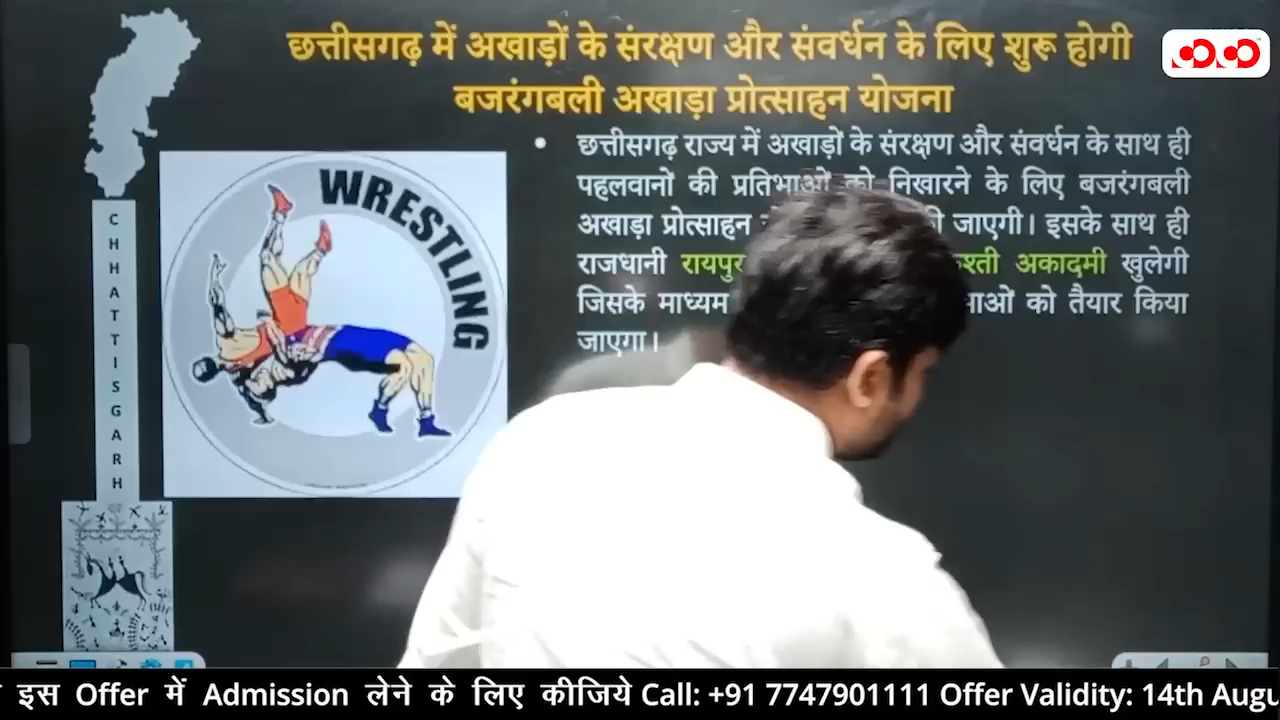 छत्तीसगढ़ में अखाड़ों के संरक्षण और संवर्धन के लिए शुरू होगी
बजरंगबली अखाड़ा प्रोत्साहन योजना
• छत्तीसगढ़ राज्य में अखाड़ों के संरक्षण और संवर्धन के साथ ही
पहलवानों की प्रतिभाओं को निखारने के लिए बजरंगबली
अखाड़ा प्रोत्साहन की जाएगी। इसके साथ ही
राजधानी रायपुर अकादमी खुलेगी
जिसके माध्यम को तैयार किया
जाएगा।
WRESTLING
CHHATTISGARH
इस Offer में Admission लेने के लिए कीजिये Call: +91 7747901111 Offer Validity: 14th